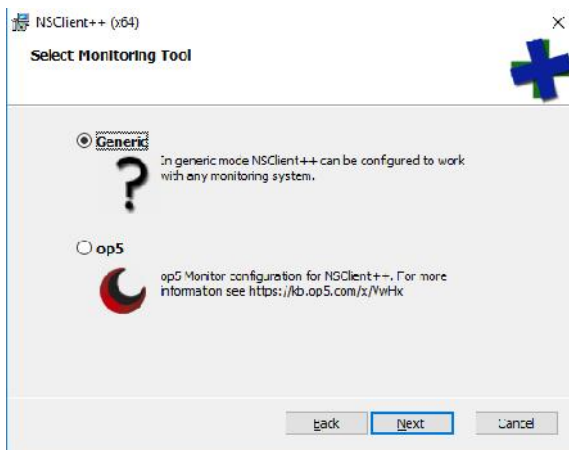 NSClient++ (x64)
Select Monitoring Tool
Generic
In generic mode NSClient++ can be configured to work
with any monitoring system.
op5
op5 Monitor configuration for NSClient++. For more
information see https://kb.op5.com/x/YwHx
Back
Next
Cancel